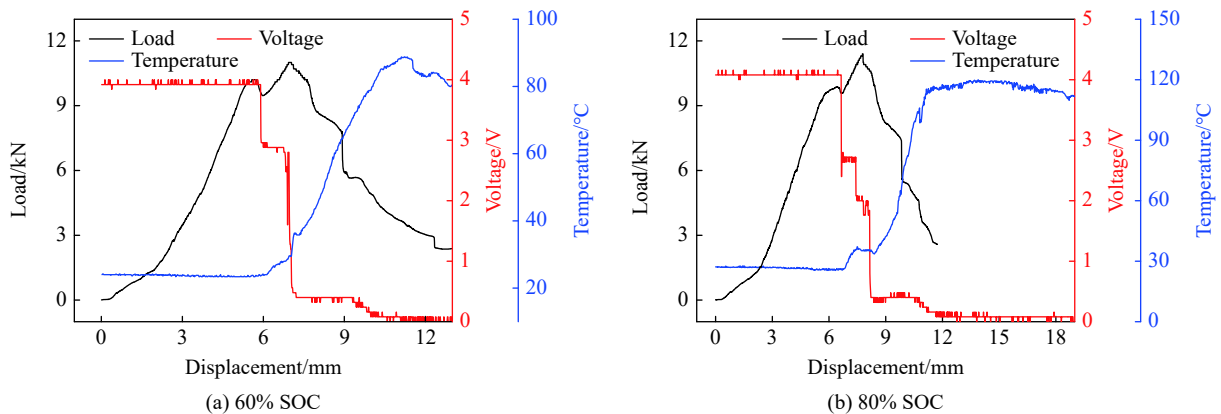 Load Voltage
Temperature
12
9
6
3
0
Load/kN
0 3 6 9 12
Displacement/mm
5
4
3
2
1
0
Voltage/V
100
80
60
40
20
Temperature/°C
(a) 60% SOC
Load Voltage
Temperature
12
9
6
3
0
Load/kN
0 3 6 9 12 15 18
Displacement/mm
5
4
3
2
1
0
Voltage/V
150
120
90
60
30
0
Temperature/°C
(b) 80% SOC